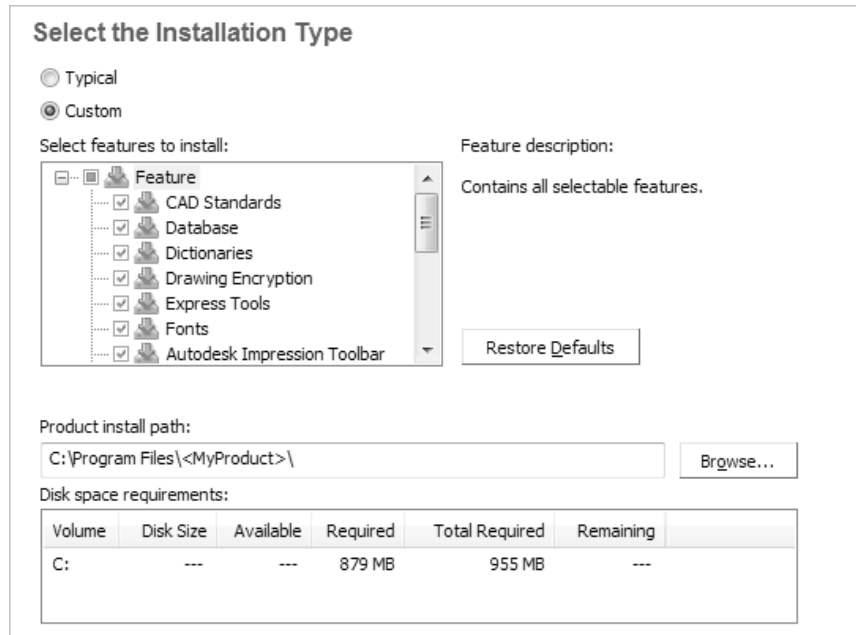 Select the Installation Type
Typical
Custom
Select features to install:
Feature description:
Feature
Contains all selectable features.
CAD Standards
Database
Dictionaries
Drawing Encryption
Express Tools
Fonts
Autodesk Impression Toolbar
Restore Defaults
Product install path:
C:\Program Files\<MyProduct>\
Browse...
Disk space requirements:
Volume Disk Size Available Required Total Required Remaining
C: --- --- 879 MB 955 MB ---